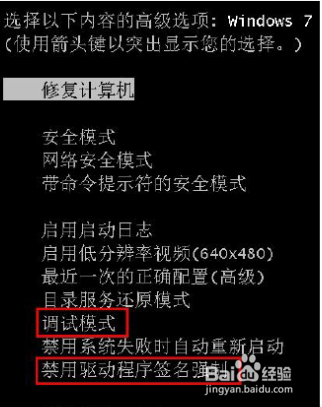 选择以下内容的高级选项: Windows 7
(使用箭头键以突出显示您的选择。)
修复计算机
安全模式
网络安全模式
带命令提示符的安全模式
启用启动日志
启用低分辨率视频(640x480)
最近一次的正确配置(高级)
目录服务还原模式
调试模式
禁用系统失败时自动重新启动
禁用驱动程序签名强制
Baidu 经验
jingyan.baidu.com